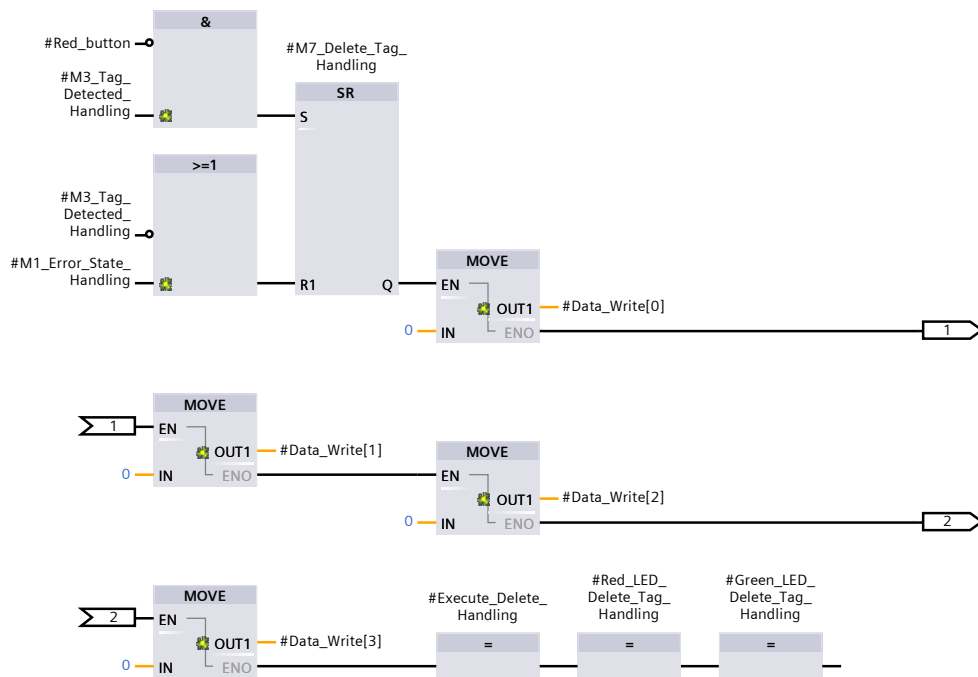 &
#Red_button
#M3_Tag_
Detected_
Handling
#M7_Delete_Tag_
Handling
SR
S
>=1
#M3_Tag_
Detected_
Handling
#M1_Error_State_
Handling
R1 Q
MOVE
EN
OUT1 #Data_Write[0]
0 IN ENO
1
MOVE
1 EN
OUT1 #Data_Write[1]
0 IN ENO
MOVE
EN
OUT1 #Data_Write[2]
0 IN ENO
2
MOVE
2 EN
OUT1 #Data_Write[3]
0 IN ENO
#Execute_Delete_
Handling
=
#Red_LED_
Delete_Tag_
Handling
=
#Green_LED_
Delete_Tag_
Handling
=